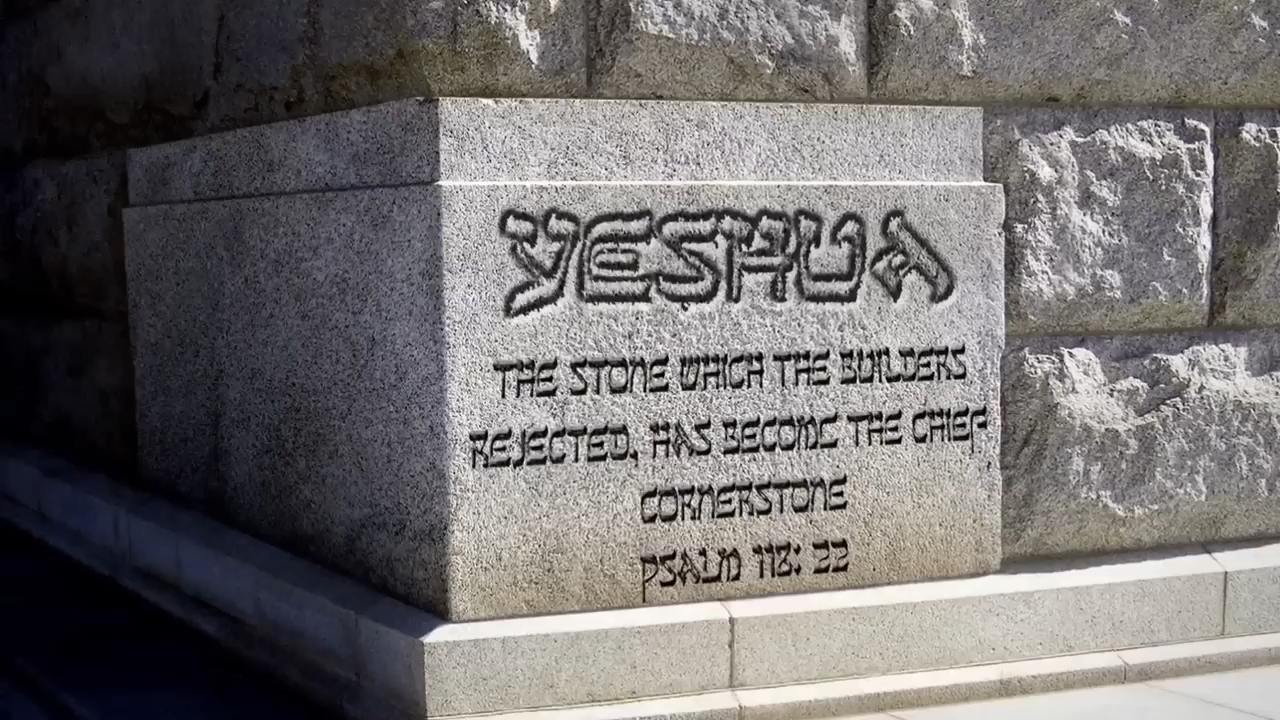 YESHUA
THE STONE WHICH THE BUILDERS
REJECTED, HAS BECOME THE CHIEF
CORNERSTONE
PSALM 118: 22